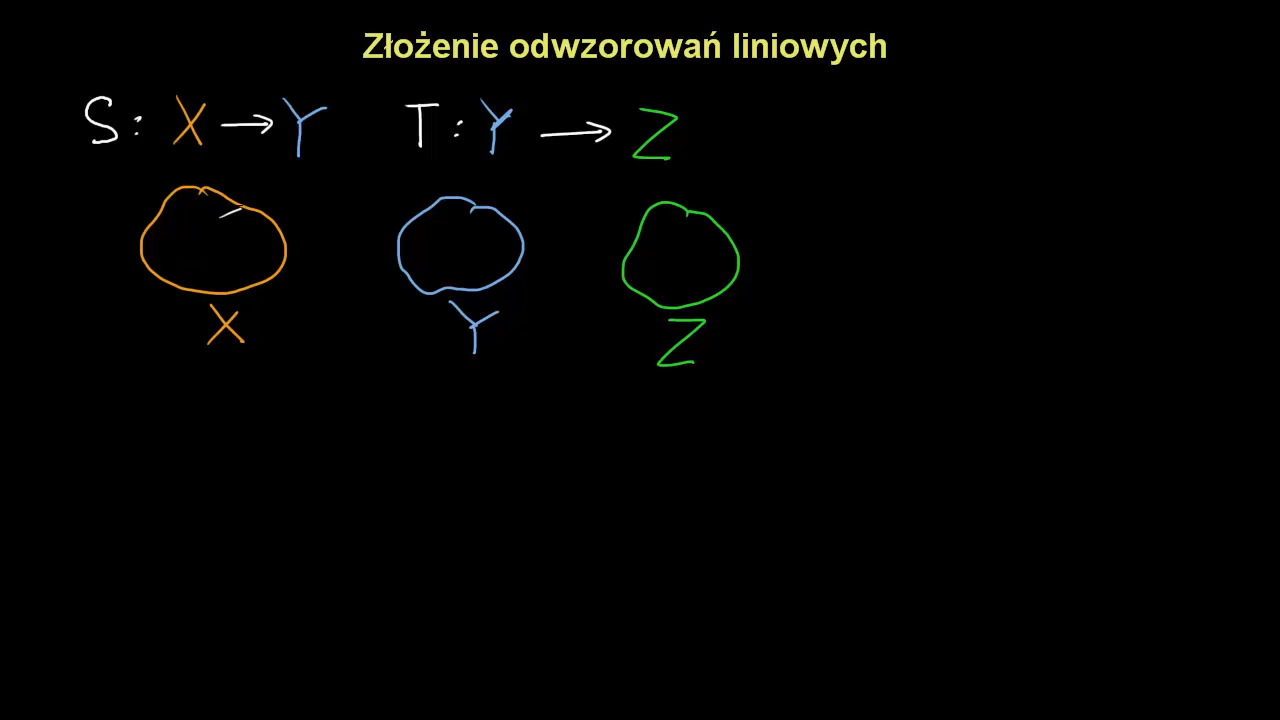 Złożenie odwzorowań liniowych
S: X → Y T: Y → Z
X Y Z